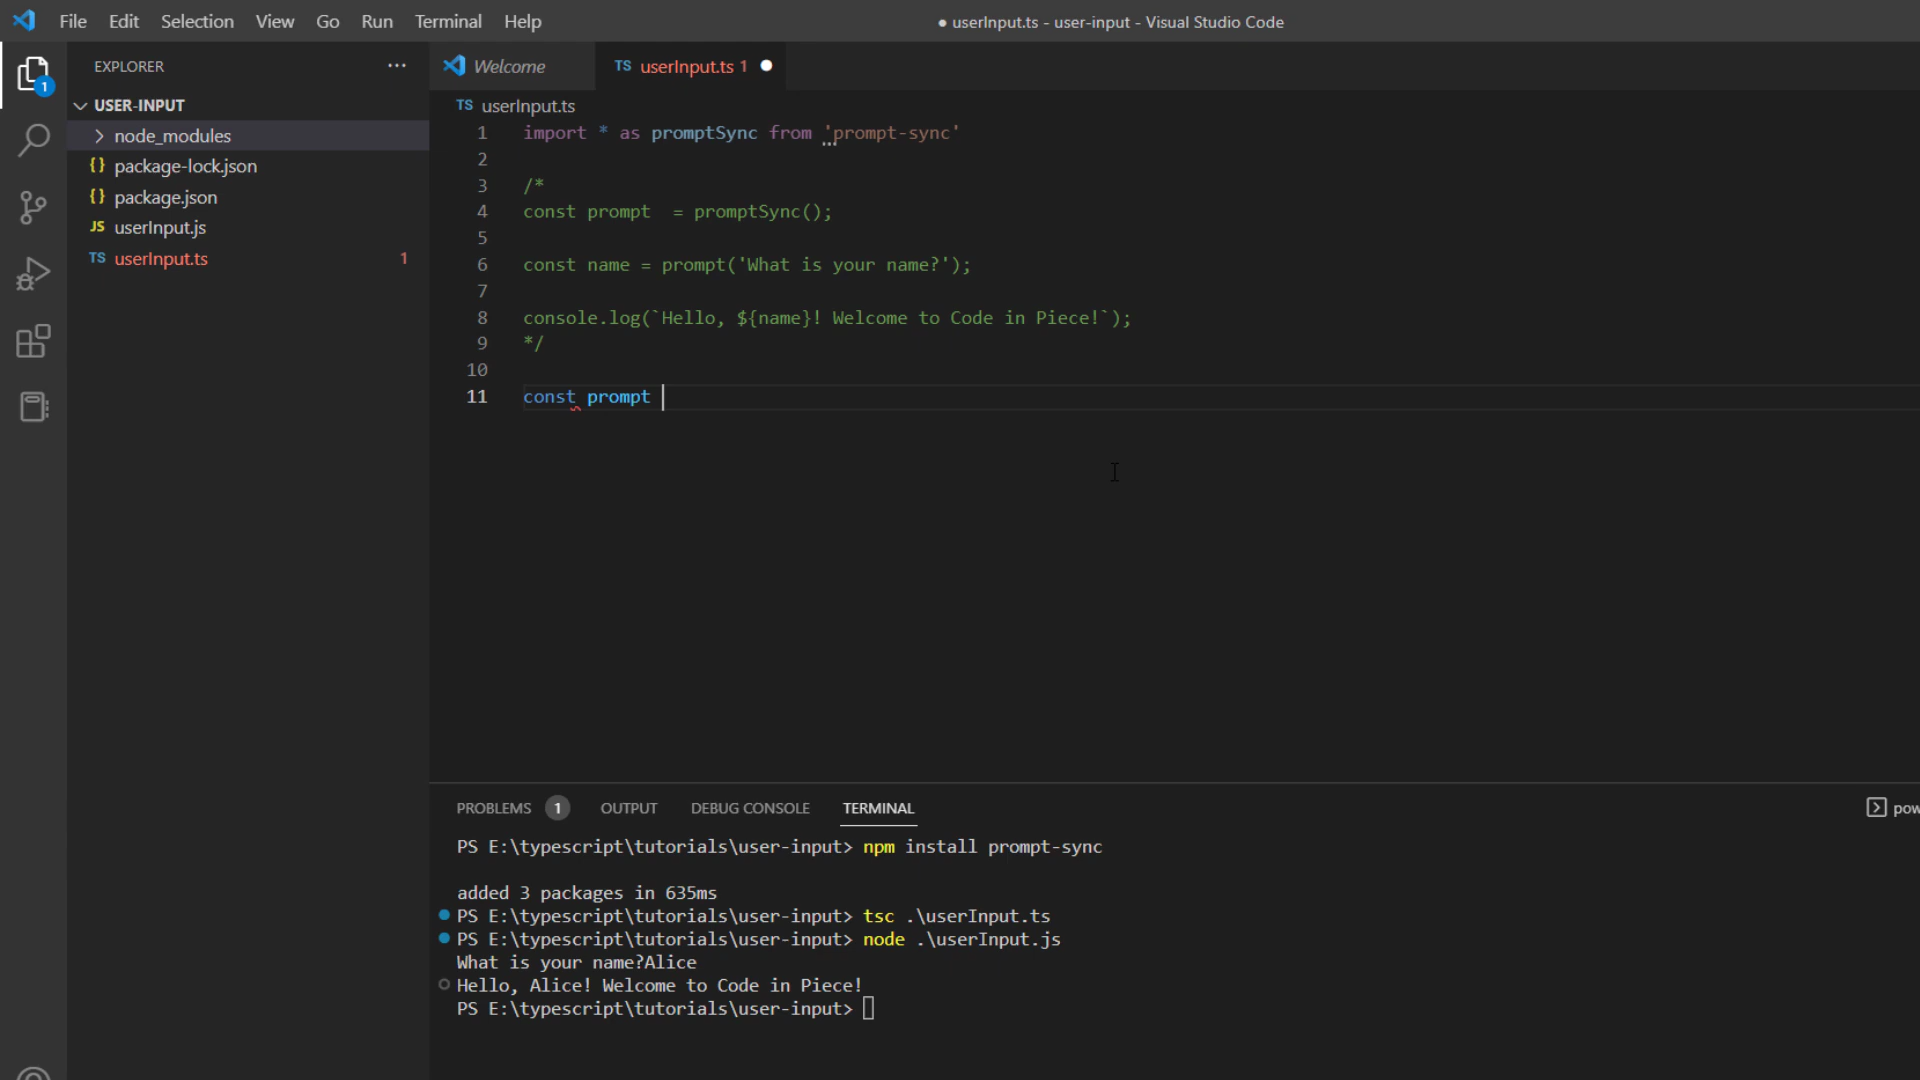 File Edit Selection View Go Run Terminal Help
● userInput.ts - user-input - Visual Studio Code
EXPLORER ···
Welcome
TS userInput.ts 1 ●
1
USER-INPUT
TS userInput.ts
node_modules
{} package-lock.json
{} package.json
JS userInput.js
TS userInput.ts 1
1 import * as promptSync from 'prompt-sync'
2
3 /*
4 const prompt  = promptSync();
5
6 const name = prompt('What is your name?');
7
8 console.log(`Hello, ${name}! Welcome to Code in Piece!`);
9 */
10
11 const prompt
PROBLEMS 1 OUTPUT DEBUG CONSOLE TERMINAL
pow
PS E:\typescript\tutorials\user-input> npm install prompt-sync
added 3 packages in 635ms
PS E:\typescript\tutorials\user-input> tsc .\userInput.ts
PS E:\typescript\tutorials\user-input> node .\userInput.js
What is your name?Alice
Hello, Alice! Welcome to Code in Piece!
PS E:\typescript\tutorials\user-input>